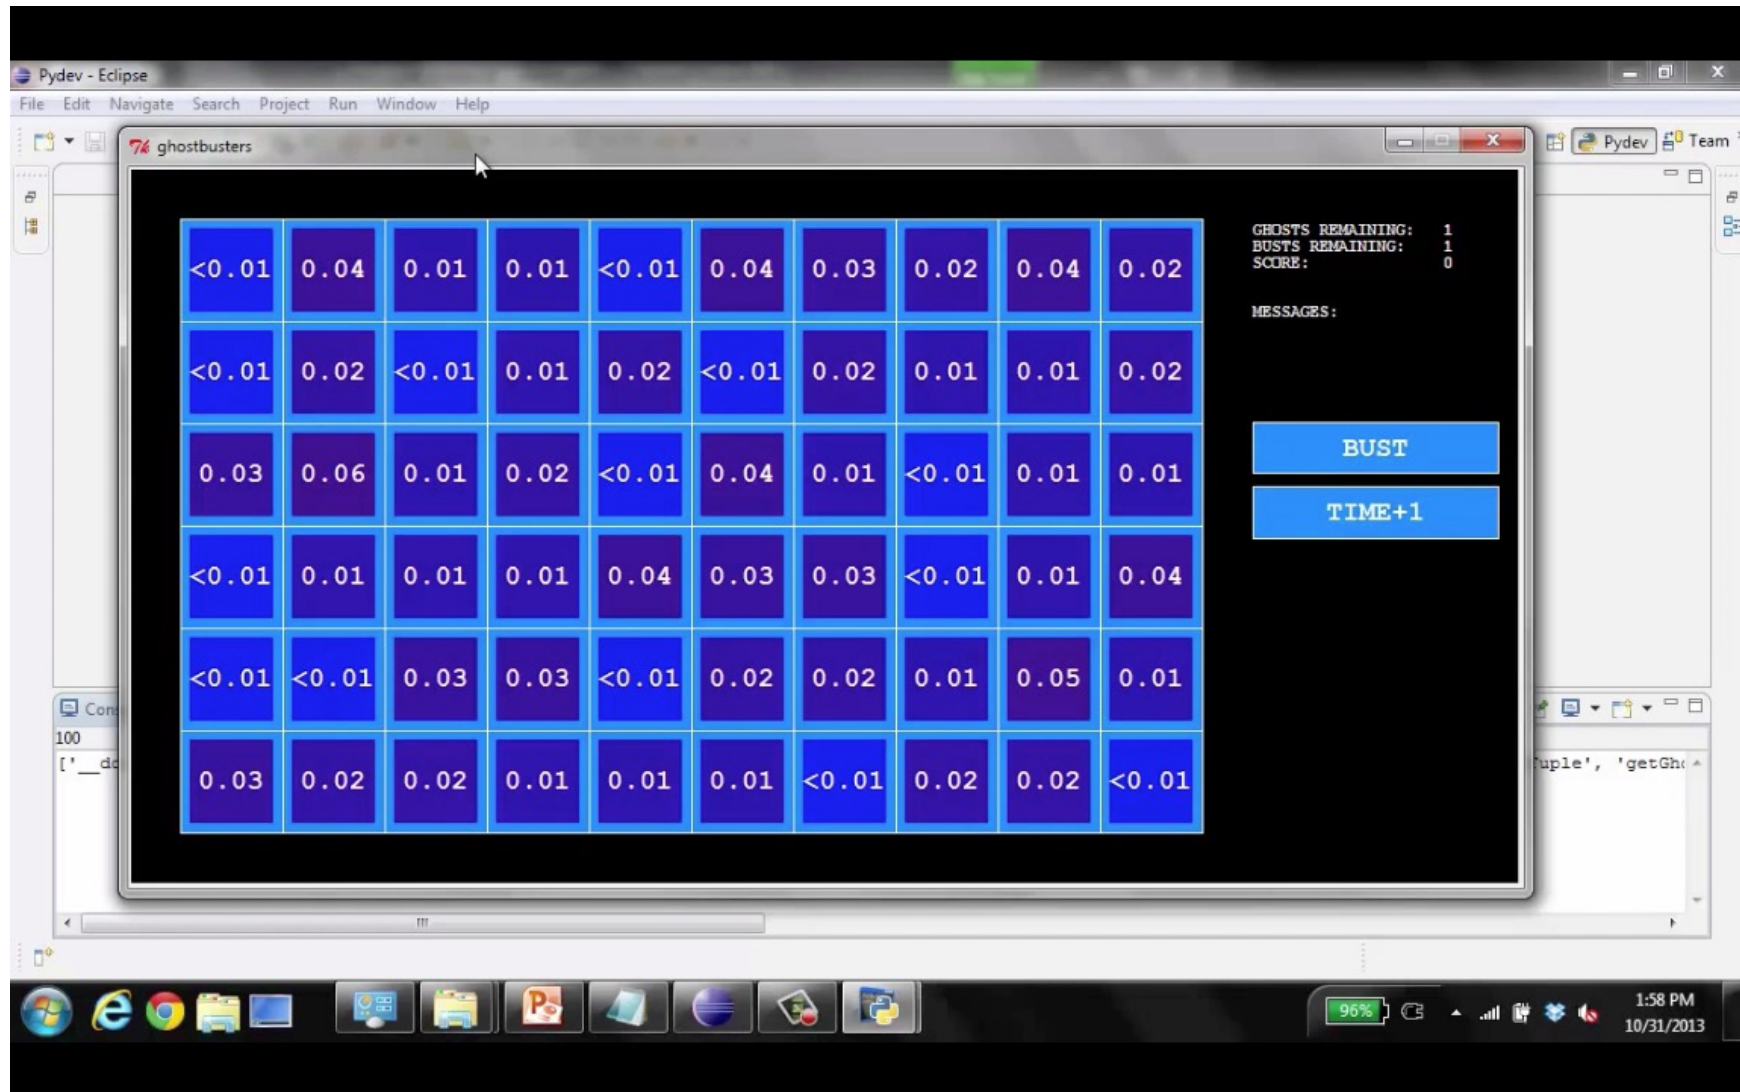 Pydev - Eclipse
File Edit Navigate Search Project Run Window Help
ghostbusters
Pydev Team
<0.01 0.04 0.01 0.01 <0.01 0.04 0.03 0.02 0.04 0.02
GHOSTS REMAINING: 1
BUSTS REMAINING: 1
SCORE: 0
MESSAGES:
<0.01 0.02 <0.01 0.01 0.02 <0.01 0.02 0.01 0.01 0.02
BUST
0.03 0.06 0.01 0.02 <0.01 0.04 0.01 <0.01 0.01 0.01
TIME+1
<0.01 0.01 0.01 0.01 0.04 0.03 0.03 <0.01 0.01 0.04
<0.01 <0.01 0.03 0.03 <0.01 0.02 0.02 0.01 0.05 0.01
Con
100
['__do uple', 'getGh
0.03 0.02 0.02 0.01 0.01 0.01 <0.01 0.02 0.02 <0.01
96%
1:58 PM
10/31/2013